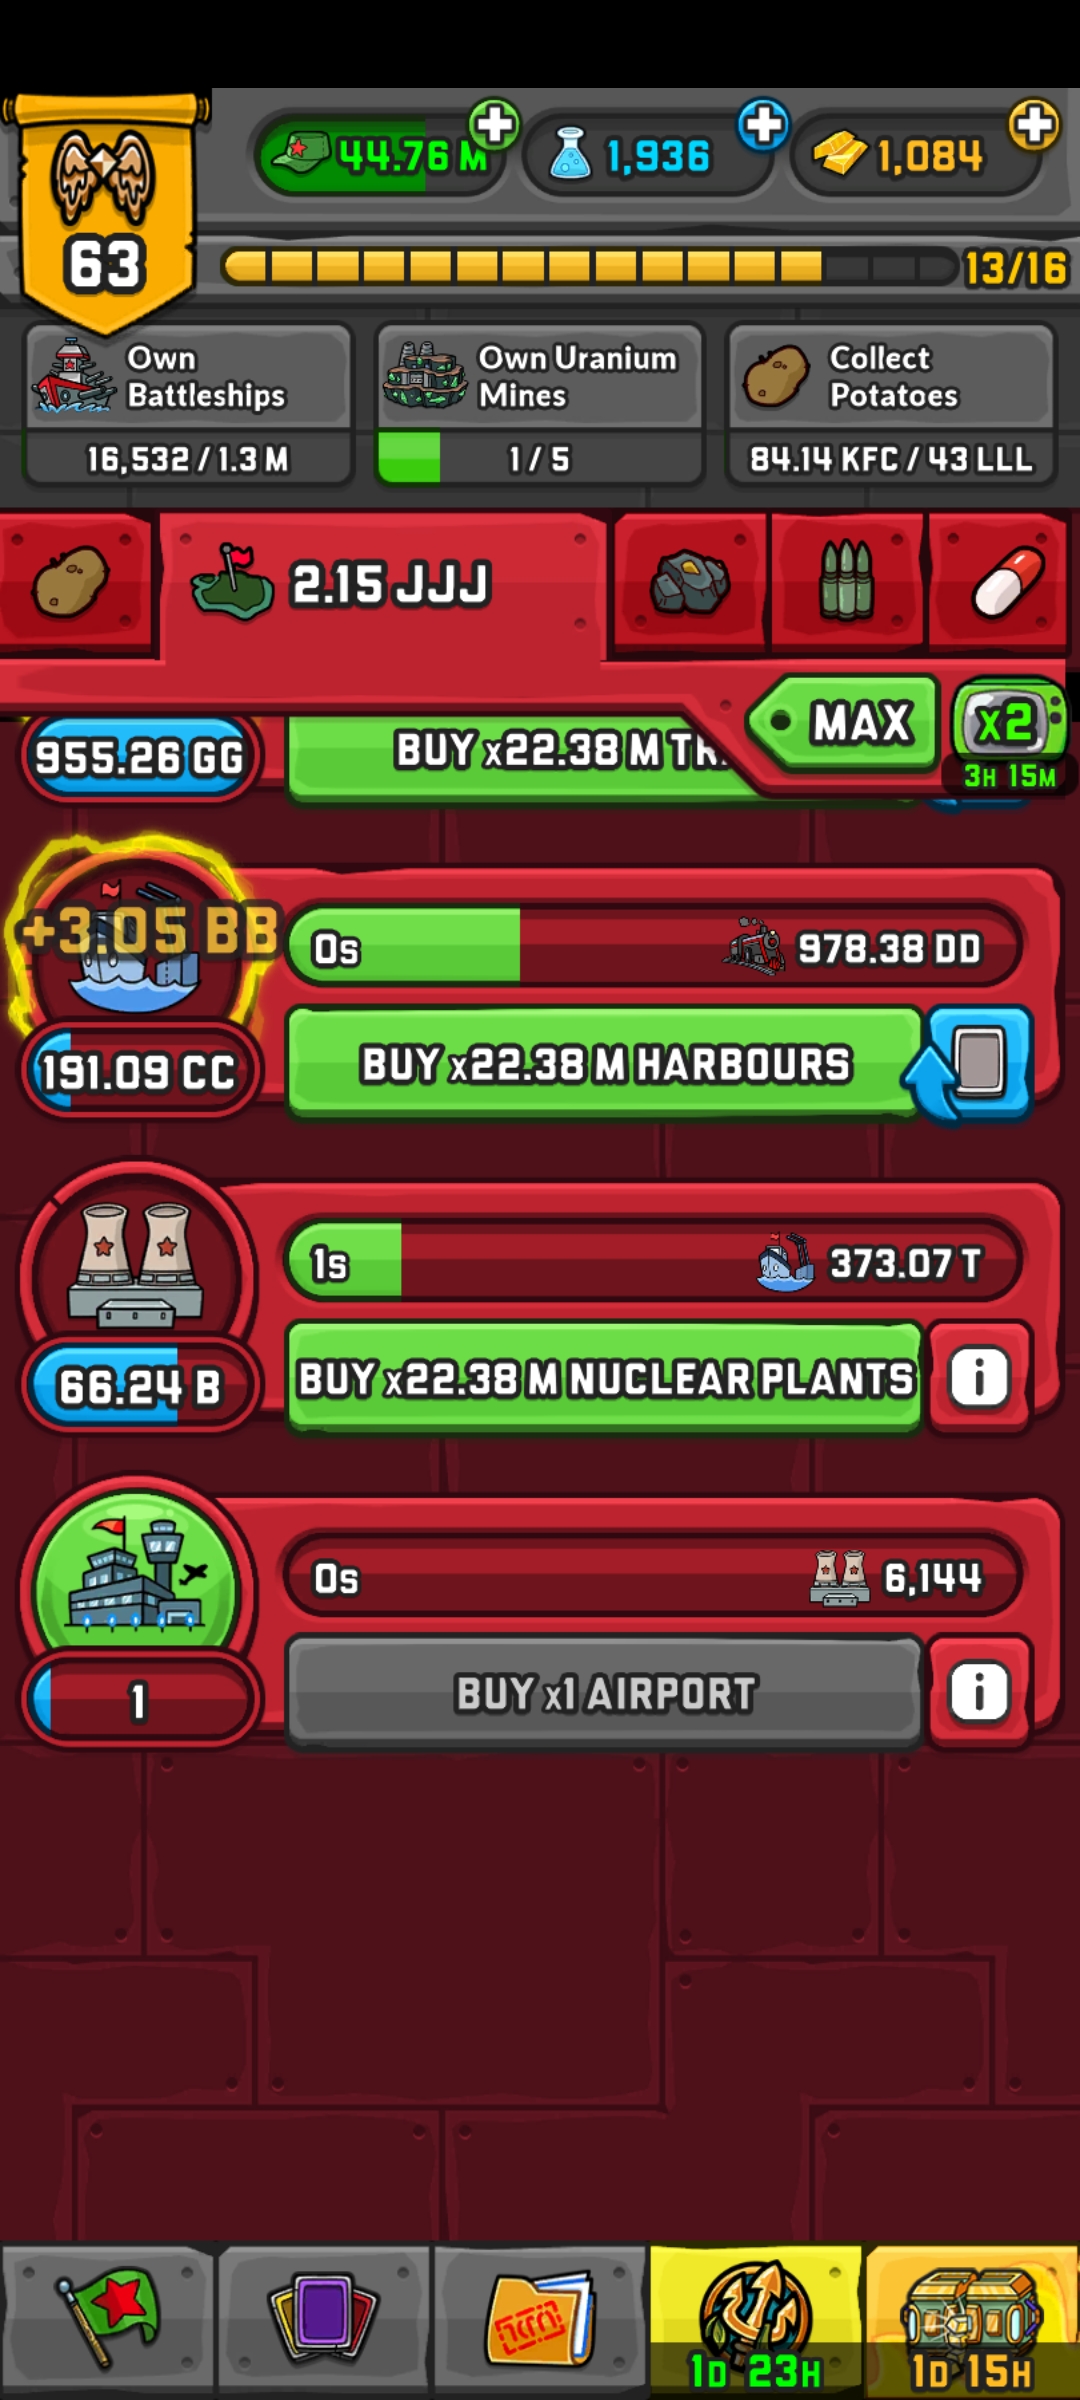 44.76 M
1,936
1,084
63
13/16
Own
Battleships
16,532 / 1.3 M
Own Uranium
Mines
1 / 5
Collect
Potatoes
84.14 KFC / 43 LLL
2.15 JJJ
MAX
x2
3H 15M
955.26 GG
BUY x22.38 M TR
+3.05 BB
0s
978.38 DD
191.09 CC
BUY x22.38 M HARBOURS
1s
373.07 T
66.24 B
BUY x22.38 M NUCLEAR PLANTS
i
0s
6,144
1
BUY x1 AIRPORT
i
1D 23H
1D 15H